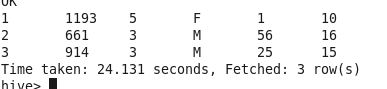 OK
1 1193 5 F 1 10
2 661 3 M 56 16
3 914 3 M 25 15
Time taken: 24.131 seconds, Fetched: 3 row(s)
hive>